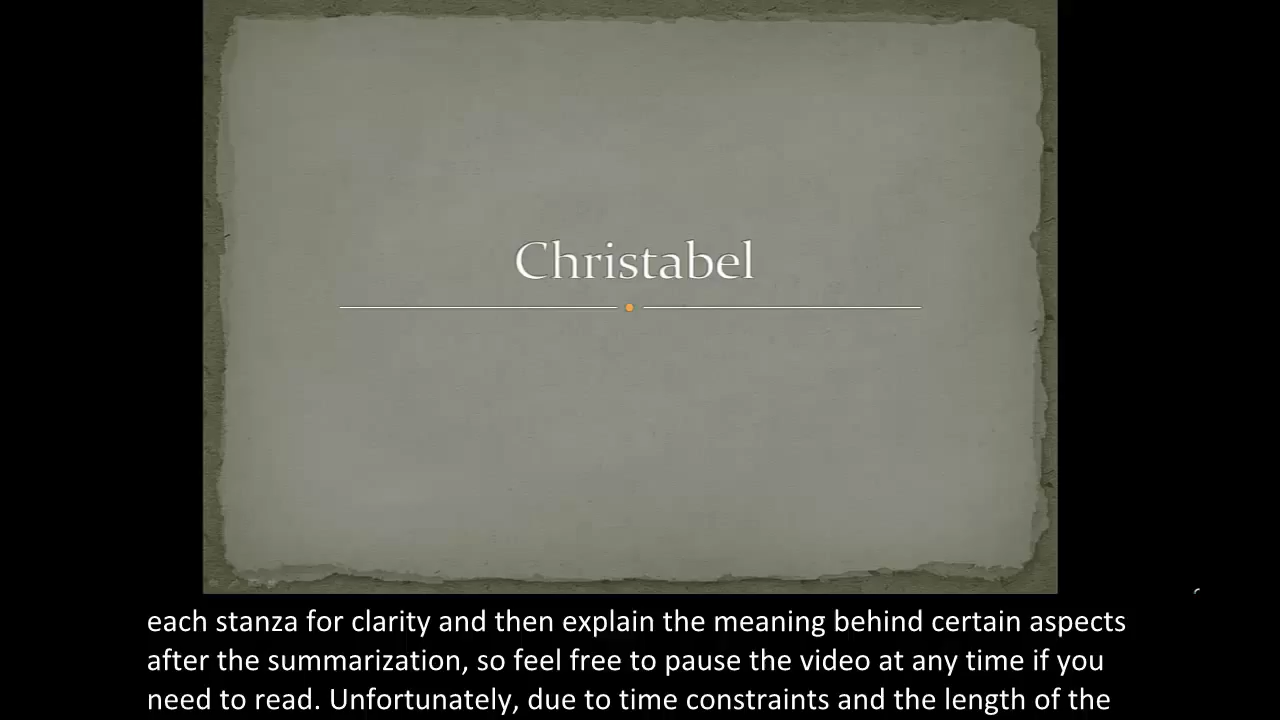 Christabel
each stanza for clarity and then explain the meaning behind certain aspects
after the summarization, so feel free to pause the video at any time if you
need to read. Unfortunately, due to time constraints and the length of the